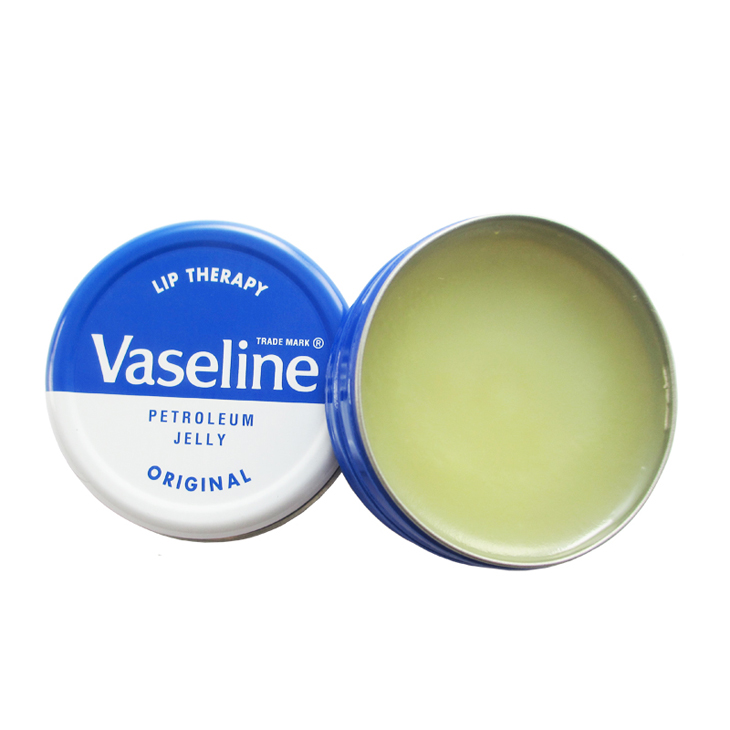 LIP THERAPY
TRADE MARK ®
Vaseline
PETROLEUM
JELLY
ORIGINAL